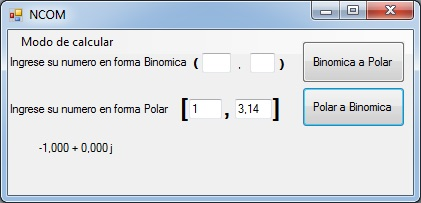 NCOM
Modo de calcular
Ingrese su numero en forma Binomica ( . ) Binomica a Polar
Ingrese su numero en forma Polar [ 1 , 3,14 ] Polar a Binomica
-1,000 + 0,000 j